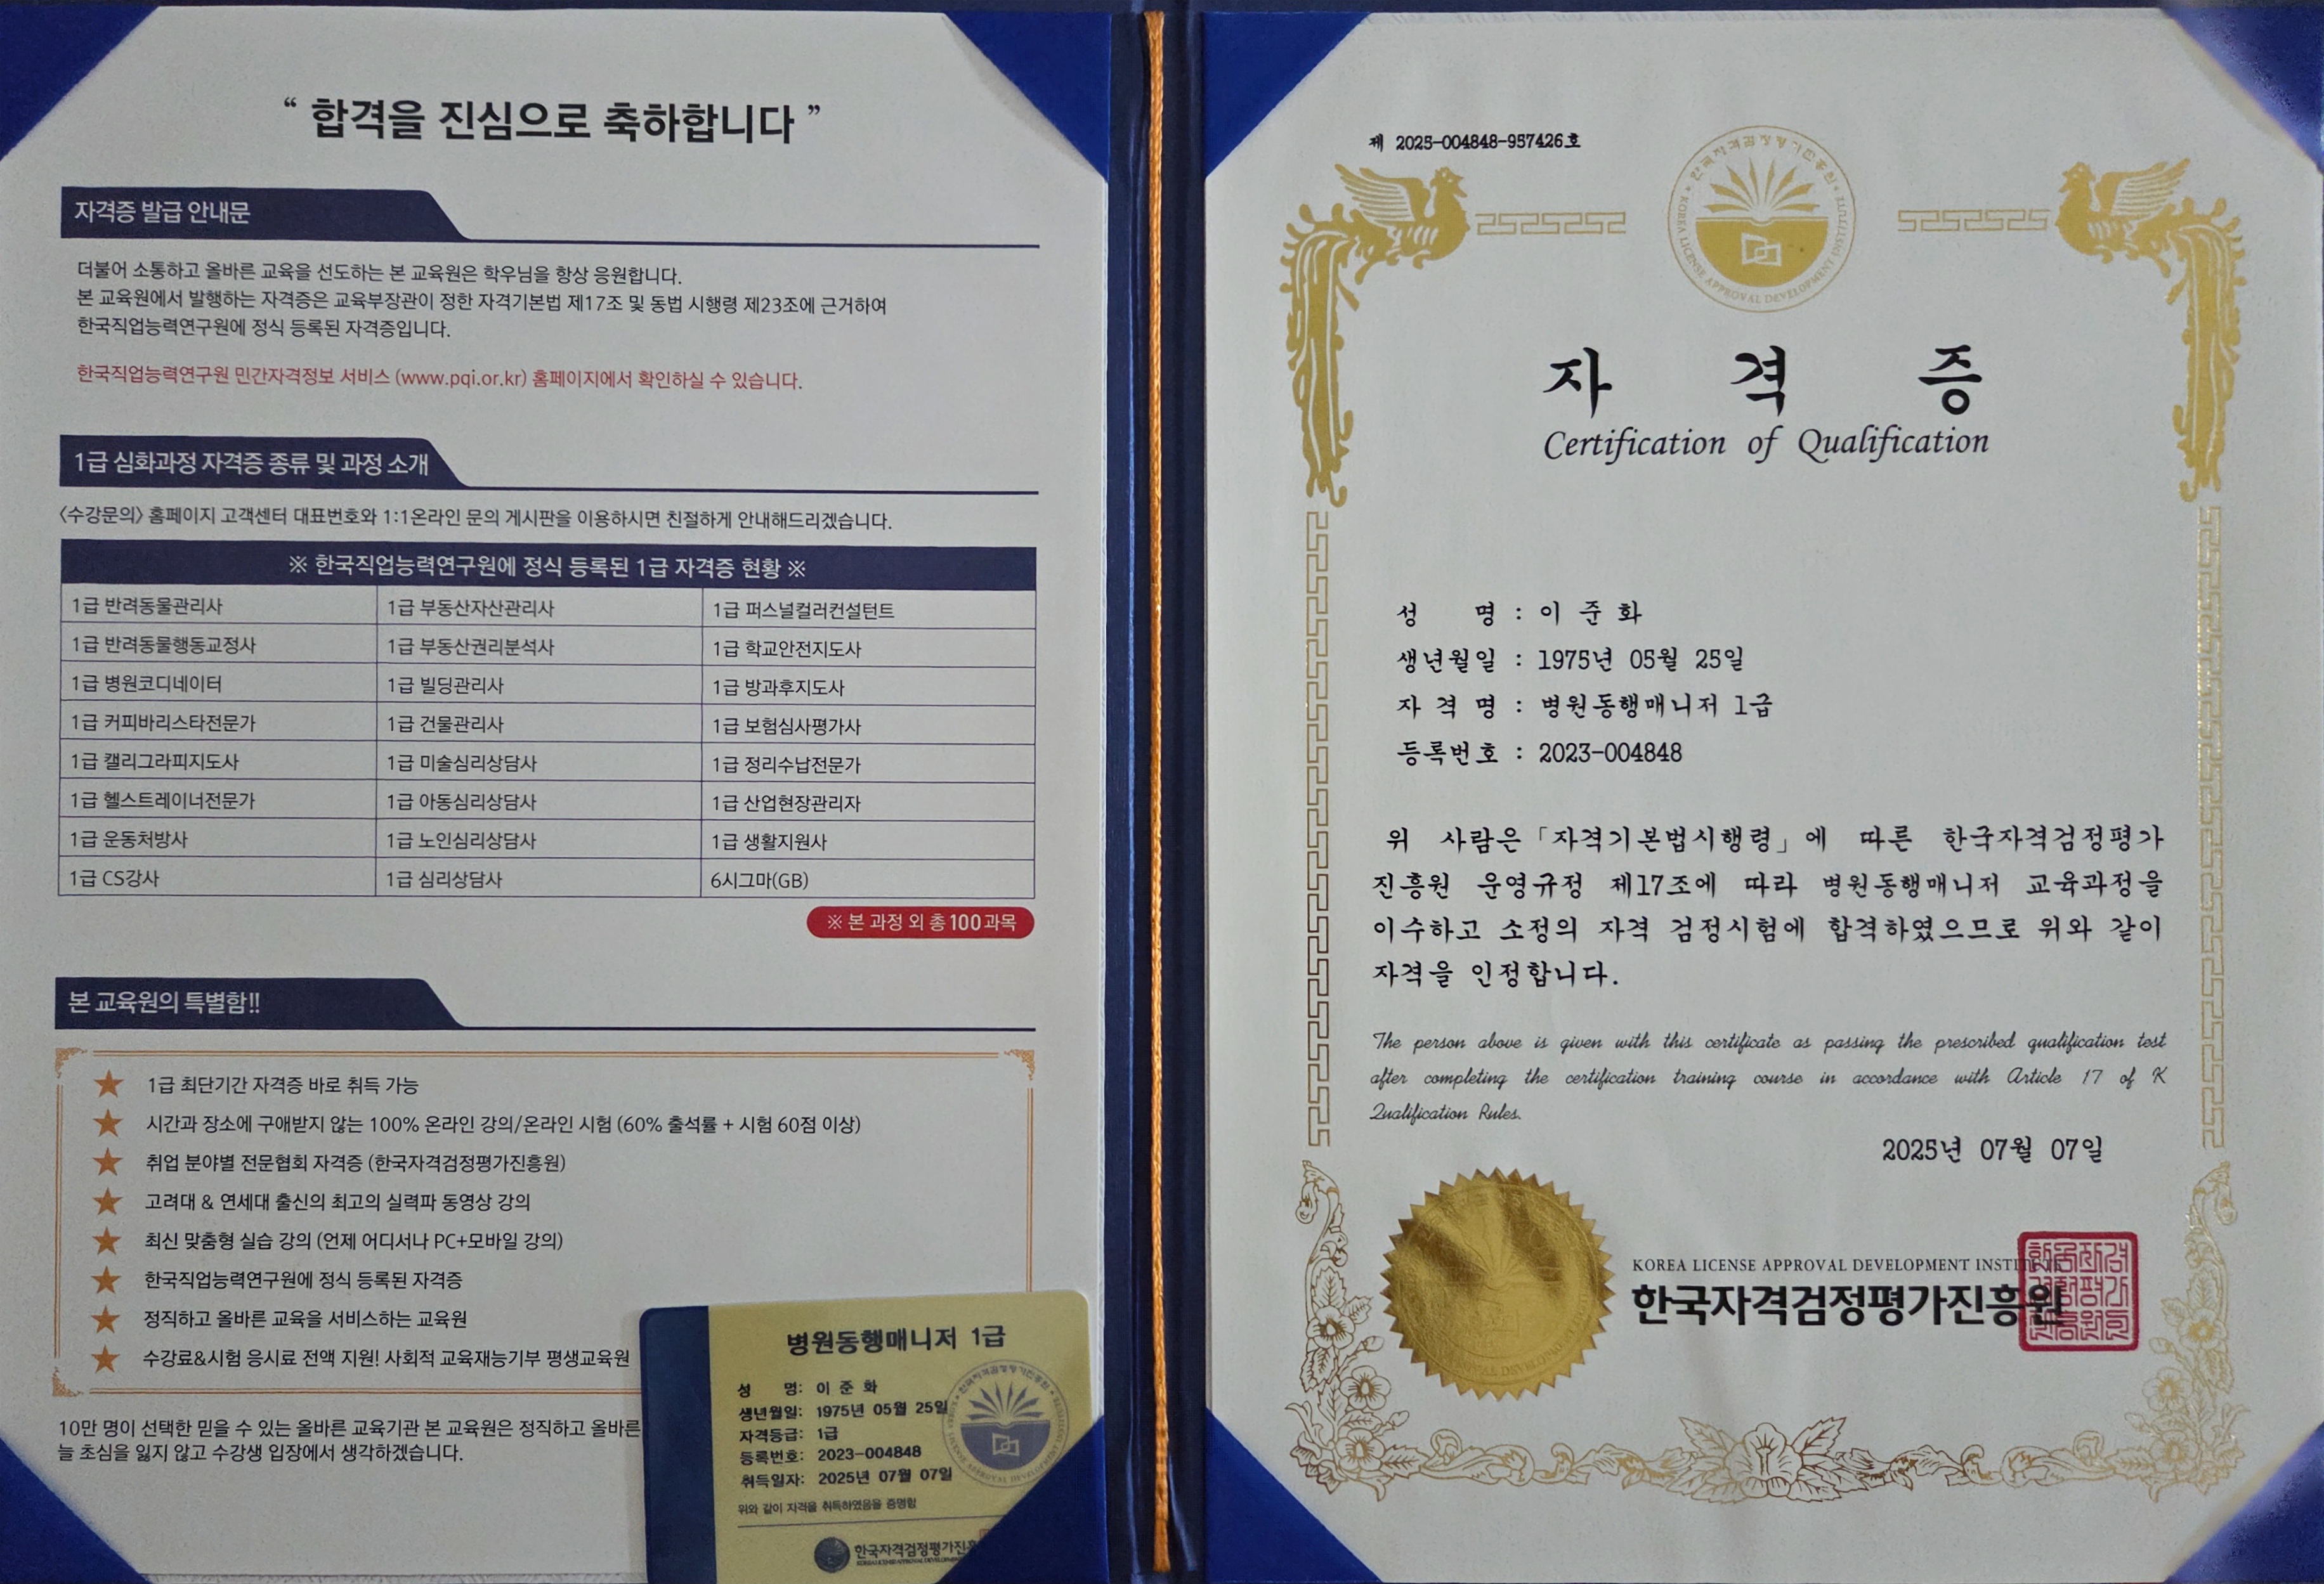 “ 합격을 진심으로 축하합니다 ”
자격증 발급 안내문
더불어 소통하고 올바른 교육을 선도하는 본 교육원은 학우님을 항상 응원합니다.
본 교육원에서 발행하는 자격증은 교육부장관이 정한 자격기본법 제17조 및 동법 시행령 제23조에 근거하여
한국직업능력연구원에 정식 등록된 자격증입니다.
한국직업능력연구원 민간자격정보 서비스 (www.pqi.or.kr) 홈페이지에서 확인하실 수 있습니다.
1급 심화과정 자격증 종류 및 과정 소개
<수강문의> 홈페이지 고객센터 대표번호와 1:1온라인 문의 게시판을 이용하시면 친절하게 안내해드리겠습니다.
※ 한국직업능력연구원에 정식 등록된 1급 자격증 현황 ※
1급 반려동물관리사 1급 부동산자산관리사 1급 퍼스널컬러컨설턴트
1급 반려동물행동교정사 1급 부동산권리분석사 1급 학교안전지도사
1급 병원코디네이터 1급 빌딩관리사 1급 방과후지도사
1급 커피바리스타전문가 1급 건물관리사 1급 보험심사평가사
1급 캘리그라피지도사 1급 미술심리상담사 1급 정리수납전문가
1급 헬스트레이너전문가 1급 아동심리상담사 1급 산업현장관리자
1급 운동처방사 1급 노인심리상담사 1급 생활지원사
1급 CS강사 1급 심리상담사 6시그마(GB)
※ 본 과정 외 총 100과목
본 교육원의 특별함!!
★ 1급 최단기간 자격증 바로 취득 가능
★ 시간과 장소에 구애받지 않는 100% 온라인 강의/온라인 시험 (60% 출석률 + 시험 60점 이상)
★ 취업 분야별 전문협회 자격증 (한국자격검정평가진흥원)
★ 고려대 & 연세대 출신의 최고의 실력파 동영상 강의
★ 최신 맞춤형 실습 강의 (언제 어디서나 PC+모바일 강의)
★ 한국직업능력연구원에 정식 등록된 자격증
★ 정직하고 올바른 교육을 서비스하는 교육원
★ 수강료&시험 응시료 전액 지원! 사회적 교육재능기부 평생교육원
10만 명이 선택한 믿을 수 있는 올바른 교육기관 본 교육원은 정직하고 올바른
늘 초심을 잃지 않고 수강생 입장에서 생각하겠습니다.
병원동행매니저 1급
성 명: 이 준 화
생년월일: 1975년 05월 25일
자격등급: 1급
등록번호: 2023-004848
취득일자: 2025년 07월 07일
위와 같이 자격을 취득하였음을 증명함
한국자격검정평가진흥
제 2025-004848-957426호
한국자격검정평가진흥원
KOREA LICENSE APPROVAL DEVELOPMENT INSTITUTE
자 격 증
Certification of Qualification
성 명 : 이 준 화
생년월일 : 1975년 05월 25일
자 격 명 : 병원동행매니저 1급
등록번호 : 2023-004848
위 사람은「자격기본법시행령」에 따른 한국자격검정평가
진흥원 운영규정 제17조에 따라 병원동행매니저 교육과정을
이수하고 소정의 자격 검정시험에 합격하였으므로 위와 같이
자격을 인정합니다.
The person above is given with this certificate as passing the prescribed qualification test
after completing the certification training course in accordance with Article 17 of K
Qualification Rules.
2025년 07월 07일
KOREA LICENSE APPROVAL DEVELOPMENT INSTITUTE
한국자격검정평가진흥원